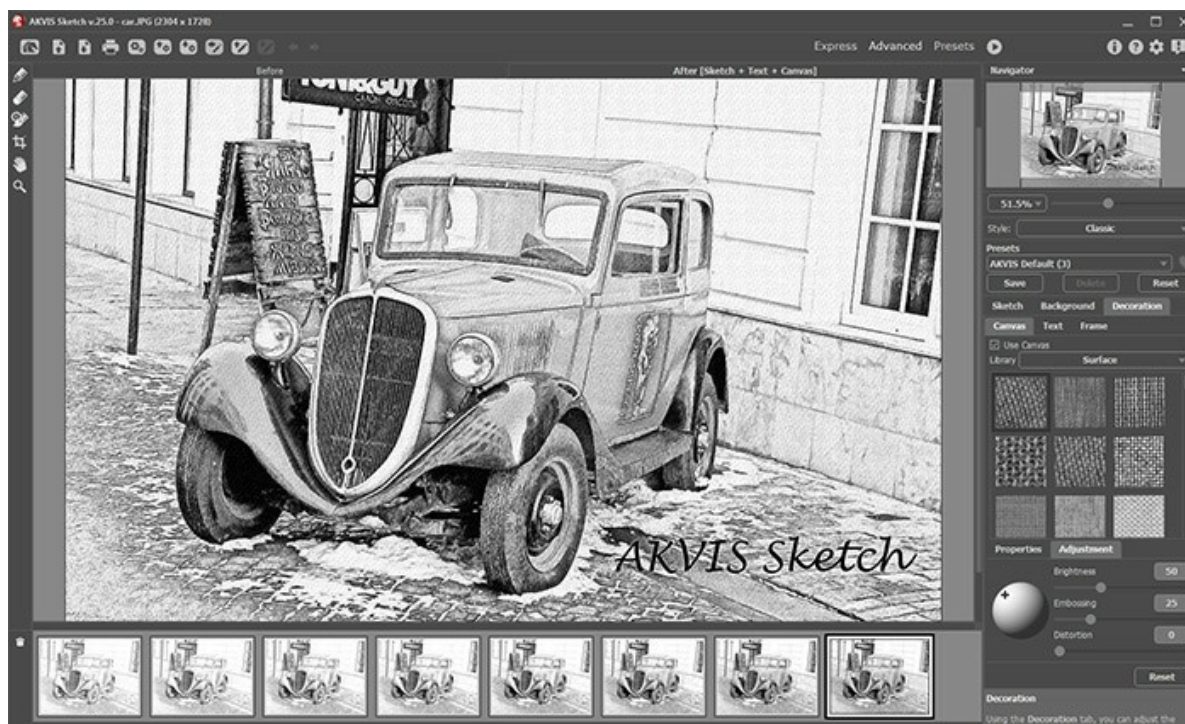 AKVIS Sketch v.25.0 - car.JPG (2304 x 1728)
Express Advanced Presets
Before
After [Sketch + Text + Canvas]
AKVIS Sketch
Navigator
51.5%
Style: Classic
Presets
AKVIS Default (3)
Save Delete Reset
Sketch Background Decoration
Canvas Text Frame
Use Canvas
Library Surface
Properties Adjustment
Brightness 50
Embossing 25
Distortion 0
Reset
Decoration
Using the Decoration tab, you can adjust the